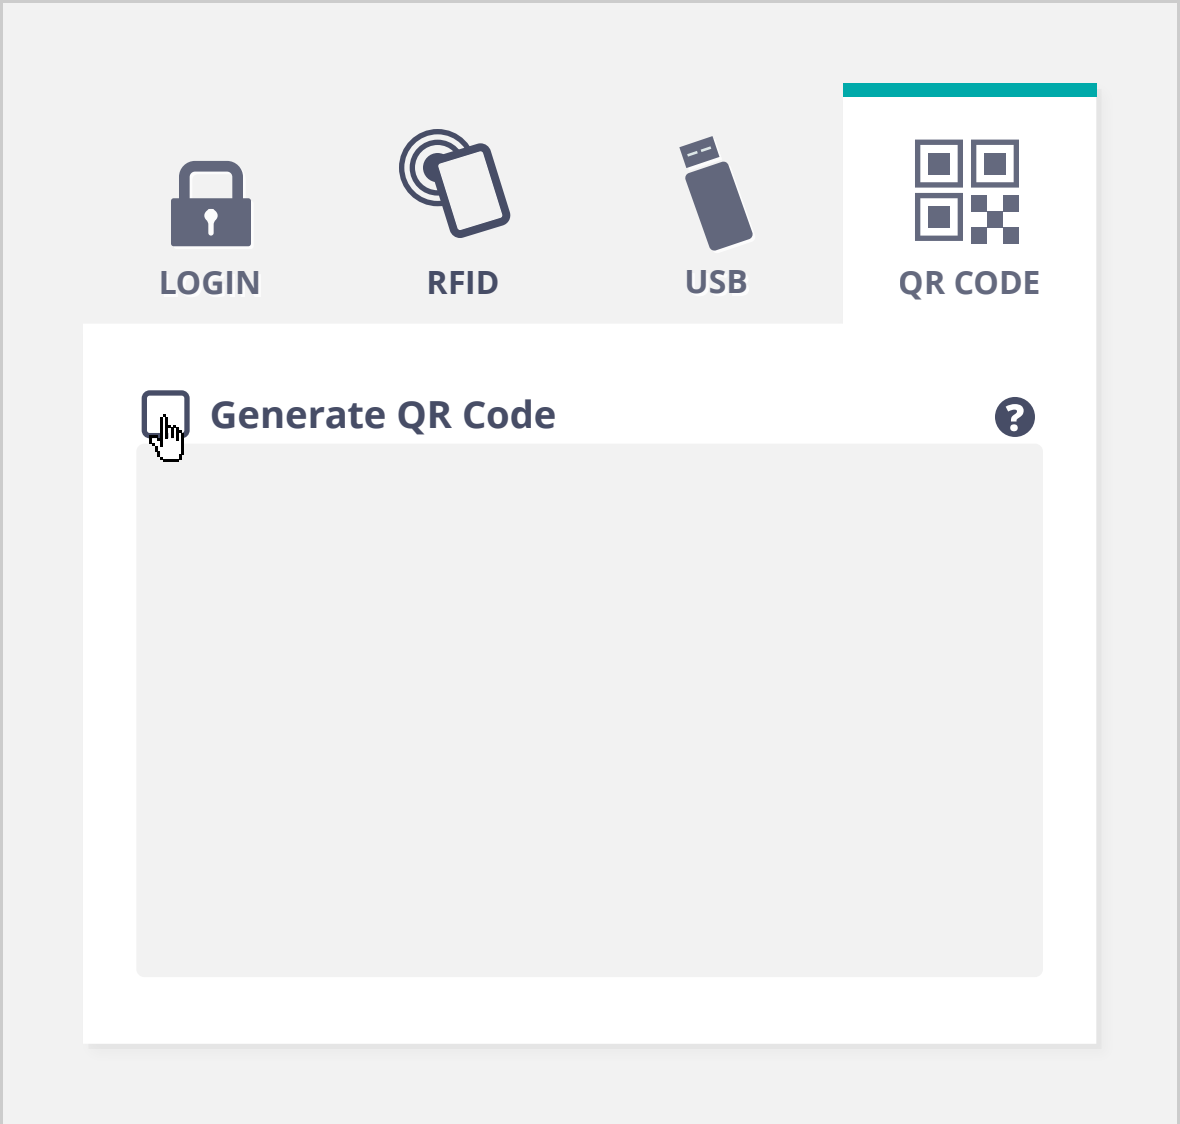 LOGIN
RFID
USB
QR CODE
Generate QR Code
?